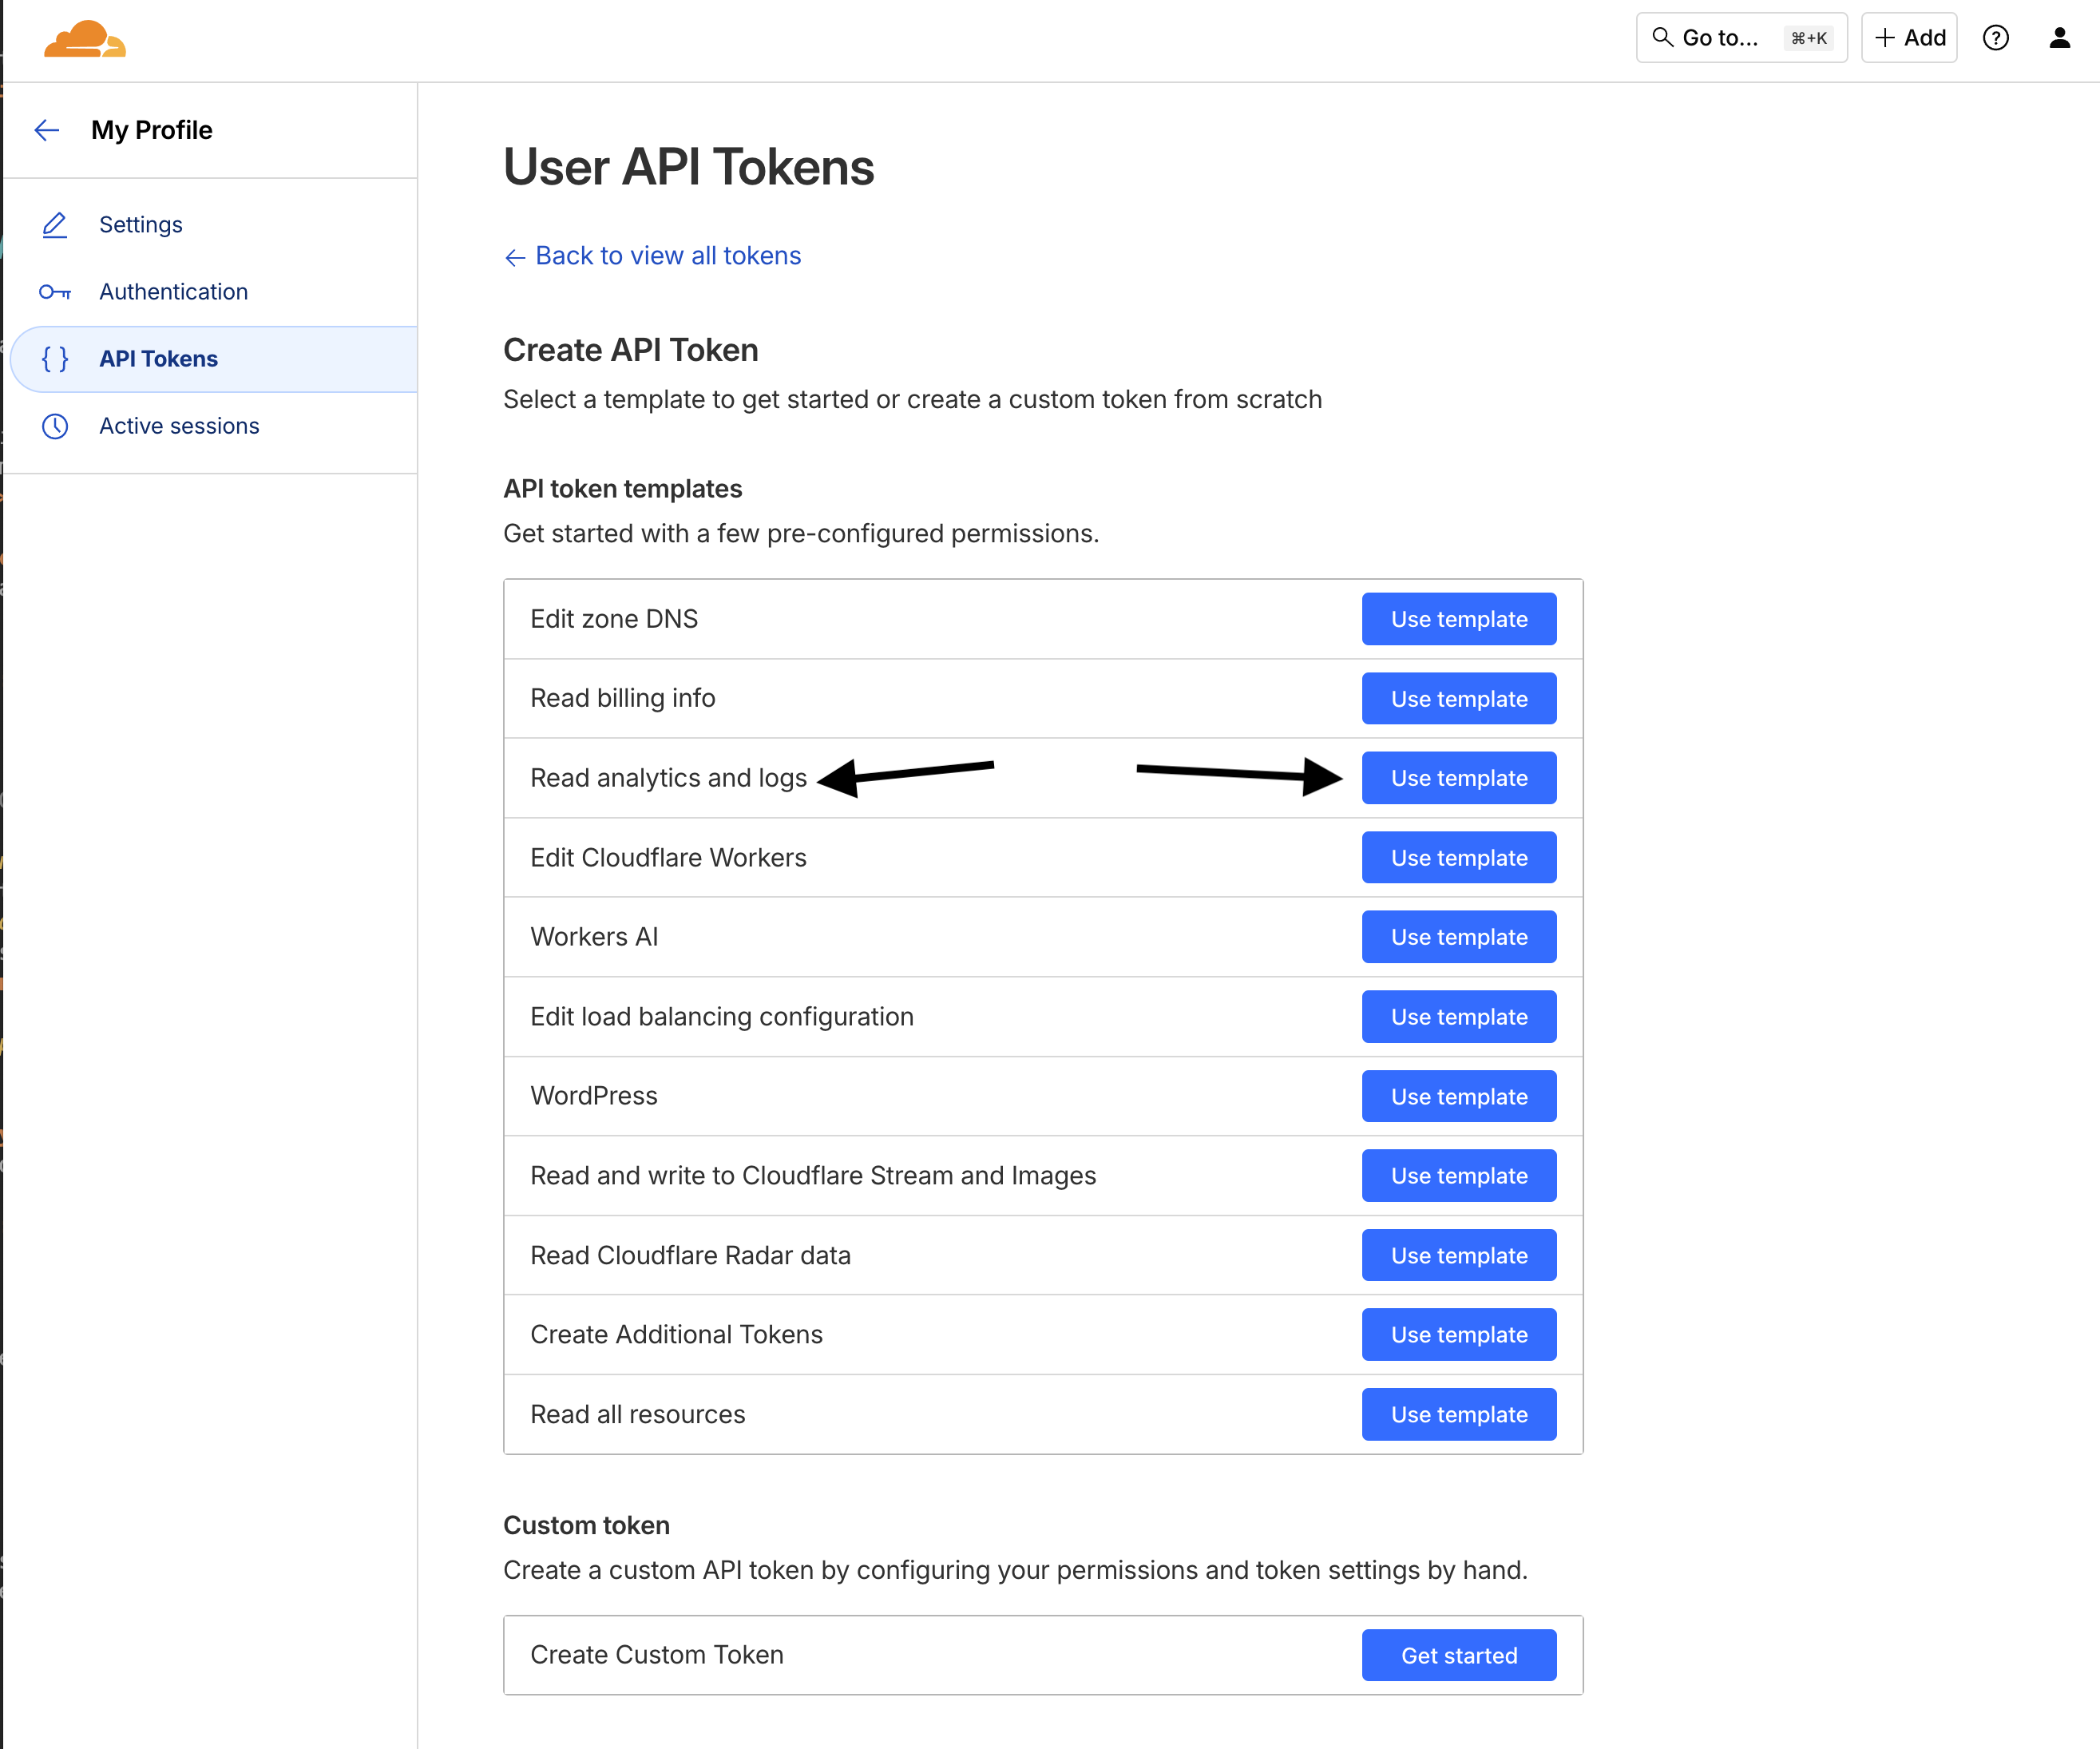 Go to... ⌘+K + Add
My Profile
Settings
Authentication
API Tokens
Active sessions
User API Tokens
← Back to view all tokens
Create API Token
Select a template to get started or create a custom token from scratch
API token templates
Get started with a few pre-configured permissions.
Edit zone DNS Use template
Read billing info Use template
Read analytics and logs Use template
Edit Cloudflare Workers Use template
Workers AI Use template
Edit load balancing configuration Use template
WordPress Use template
Read and write to Cloudflare Stream and Images Use template
Read Cloudflare Radar data Use template
Create Additional Tokens Use template
Read all resources Use template
Custom token
Create a custom API token by configuring your permissions and token settings by hand.
Create Custom Token Get started